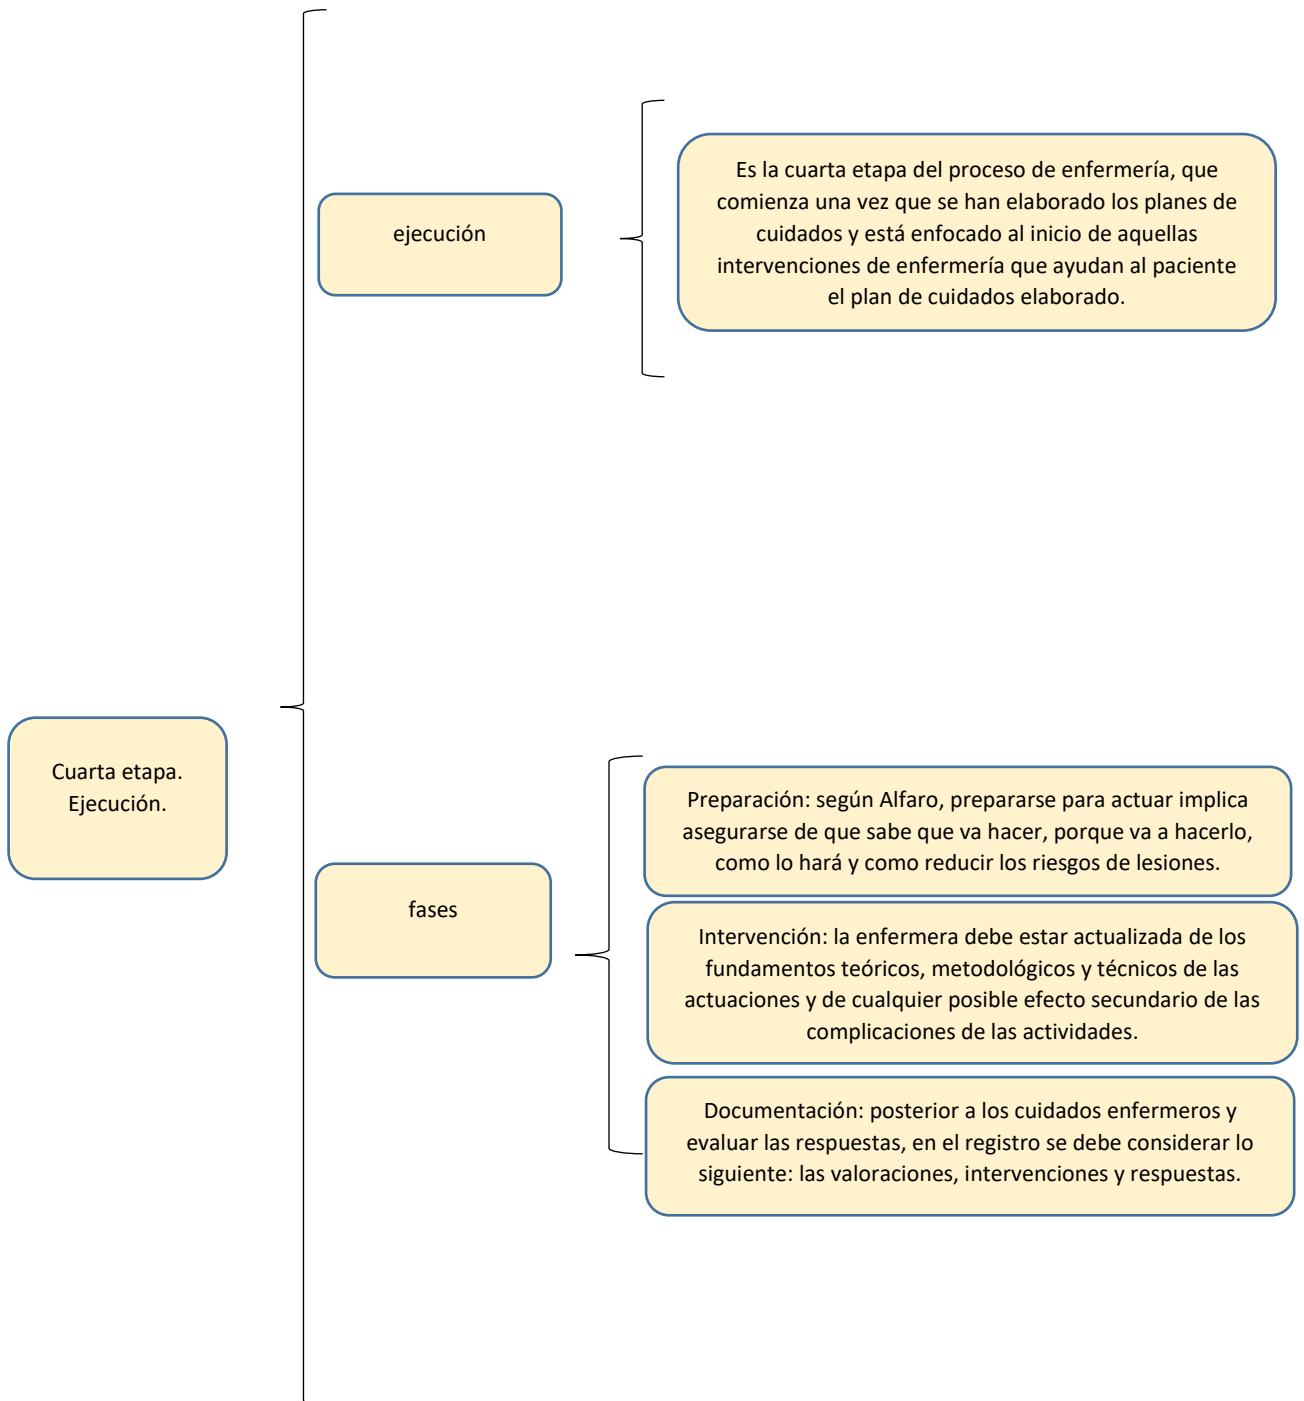 Cuarta etapa.
Ejecución.
ejecución
Es la cuarta etapa del proceso de enfermería, que
comienza una vez que se han elaborado los planes de
cuidados y está enfocado al inicio de aquellas
intervenciones de enfermería que ayudan al paciente
el plan de cuidados elaborado.
fases
Preparación: según Alfaro, prepararse para actuar implica
asegurarse de que sabe que va hacer, porque va a hacerlo,
como lo hará y como reducir los riesgos de lesiones.
Intervención: la enfermera debe estar actualizada de los
fundamentos teóricos, metodológicos y técnicos de las
actuaciones y de cualquier posible efecto secundario de las
complicaciones de las actividades.
Documentación: posterior a los cuidados enfermeros y
evaluar las respuestas, en el registro se debe considerar lo
siguiente: las valoraciones, intervenciones y respuestas.